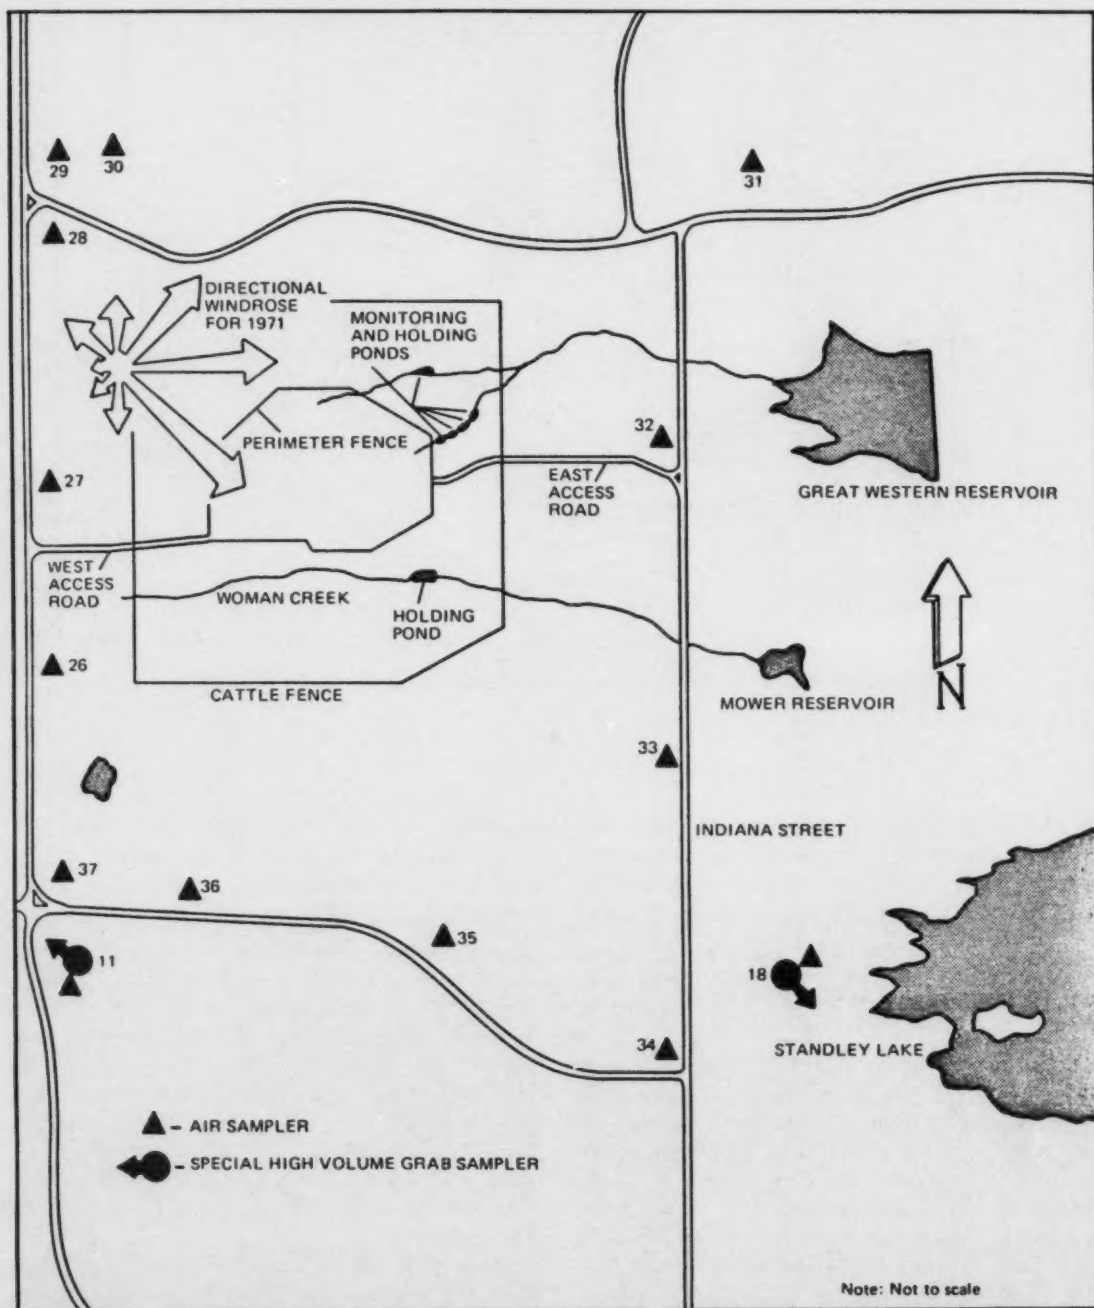 29
30
31
28
DIRECTIONAL
WINDROSE
FOR 1971
MONITORING
AND HOLDING
PONDS
32
PERIMETER FENCE
27
EAST
ACCESS
ROAD
GREAT WESTERN RESERVOIR
WEST
ACCESS
ROAD
WOMAN CREEK
HOLDING
POND
26
CATTLE FENCE
N
MOWER RESERVOIR
33
INDIANA STREET
37
36
35
11
18
34
STANDLEY LAKE
- AIR SAMPLER
- SPECIAL HIGH VOLUME GRAB SAMPLER
Note: Not to scale